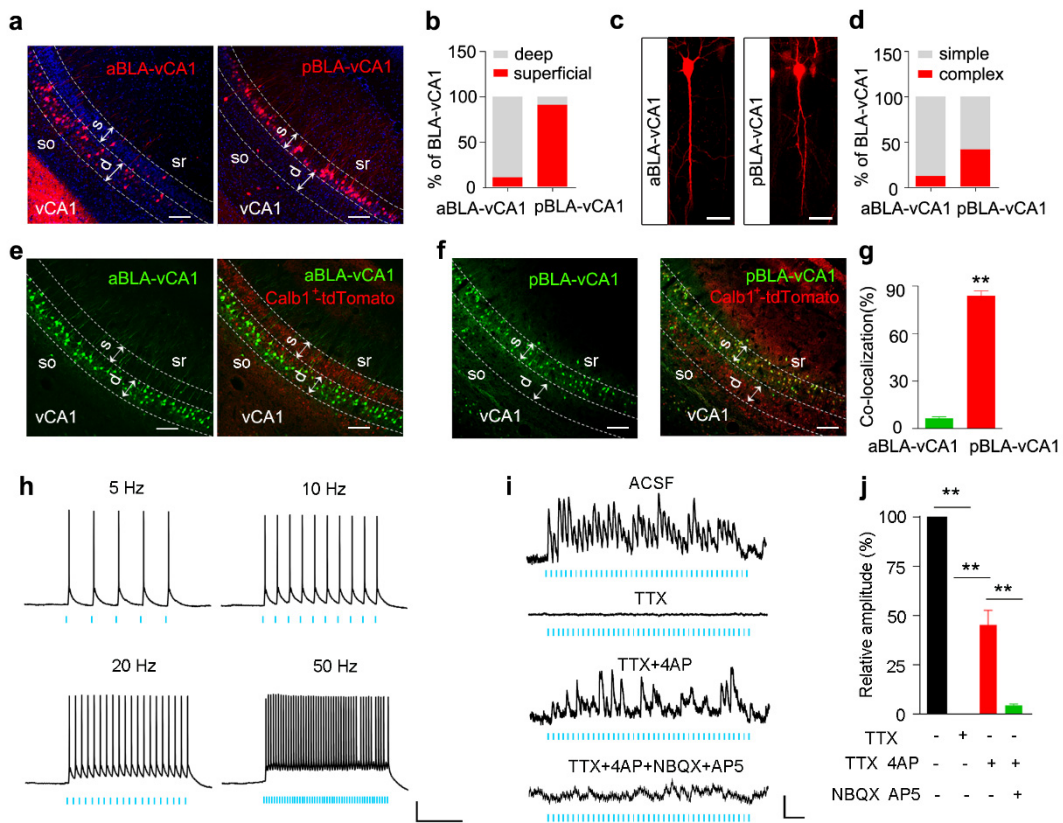 a
aBLA-vCA1
s
so
d
sr
vCA1
pBLA-vCA1
s
so
d
sr
vCA1
b
% of BLA-vCA1
150
100
50
0
deep
superficial
aBLA-vCA1
pBLA-vCA1
c
aBLA-vCA1
pBLA-vCA1
d
% of BLA-vCA1
150
100
50
0
simple
complex
aBLA-vCA1 pBLA-vCA1
e
aBLA-vCA1
s
so
d
sr
vCA1
aBLA-vCA1
Calb1+-tdTomato
s
so
d
sr
vCA1
f
pBLA-vCA1
s
so
d
sr
vCA1
pBLA-vCA1
Calb1+-tdTomato
s
so
d
sr
vCA1
g
Co-localization(%)
90
60
30
0
**
aBLA-vCA1
pBLA-vCA1
h
5 Hz
10 Hz
20 Hz
50 Hz
i
ACSF
TTX
TTX+4AP
TTX+4AP+NBQX+AP5
j
Relative amplitude (%)
100
75
50
25
0
**
**
**
TTX - + - -
TTX 4AP - - + +
NBQX AP5 - - - +